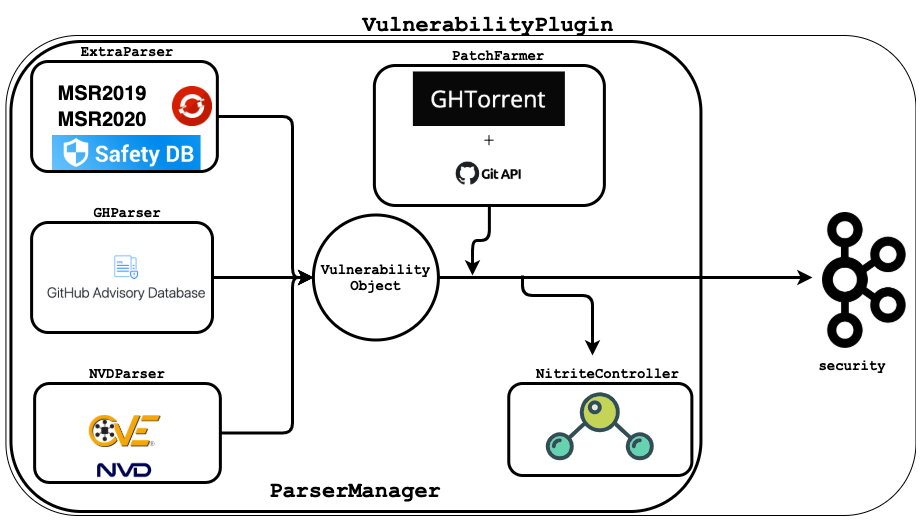 VulnerabilityPlugin
ExtraParser
MSR2019
MSR2020
Safety DB
PatchFarmer
GHTorrent
+
Git API
GHParser
GitHub Advisory Database
Vulnerability
Object
NVDParser
CVE
NVD
NitriteController
security
ParserManager